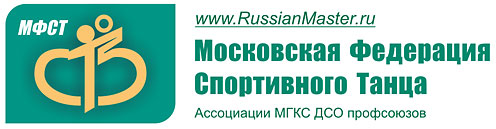 МФСТ
www.RussianMaster.ru
Московская Федерация
Спортивного Танца
Ассоциации МГКС ДСО профсоюзов